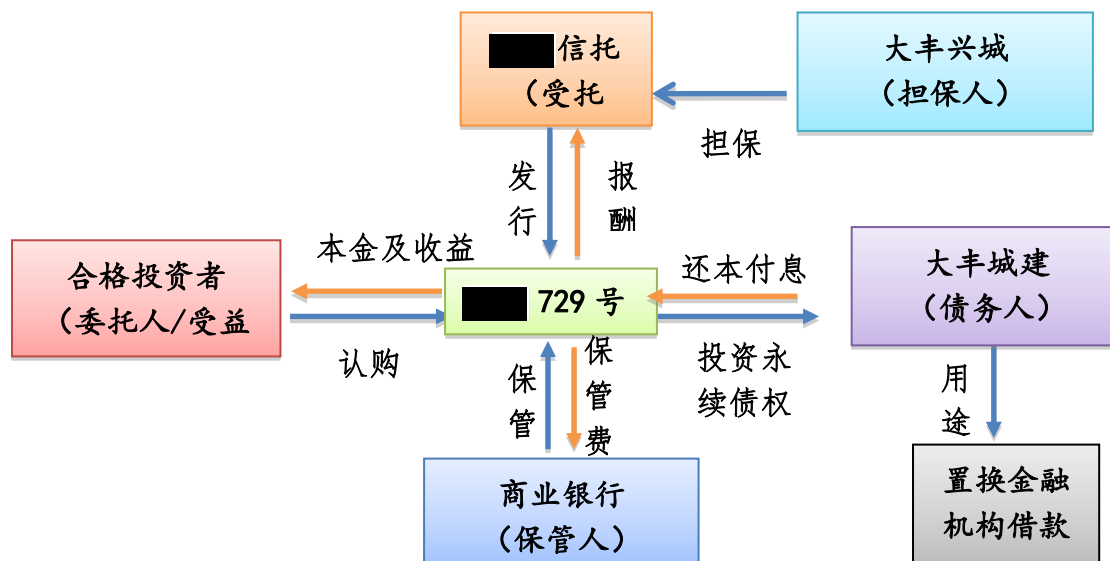 信托
（受托
大丰兴城
（担保人）
担保
发行
报酬
合格投资者
（委托人/受益
本金及收益
认购
729 号
还本付息
投资永
续债权
大丰城建
（债务人）
保管
保管费
用途
商业银行
（保管人）
置换金融
机构借款